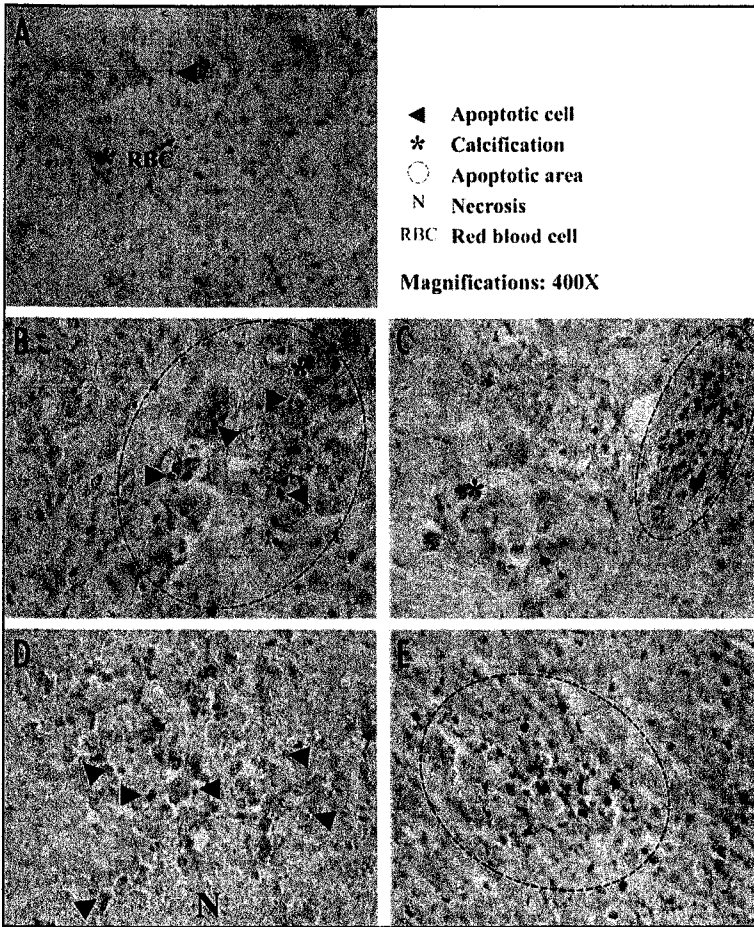 A
RBC
◄ Apoptotic cell
* Calcification
Apoptotic area
N Necrosis
RBC Red blood cell
Magnifications: 400X
B
*
C
**
D
N
E